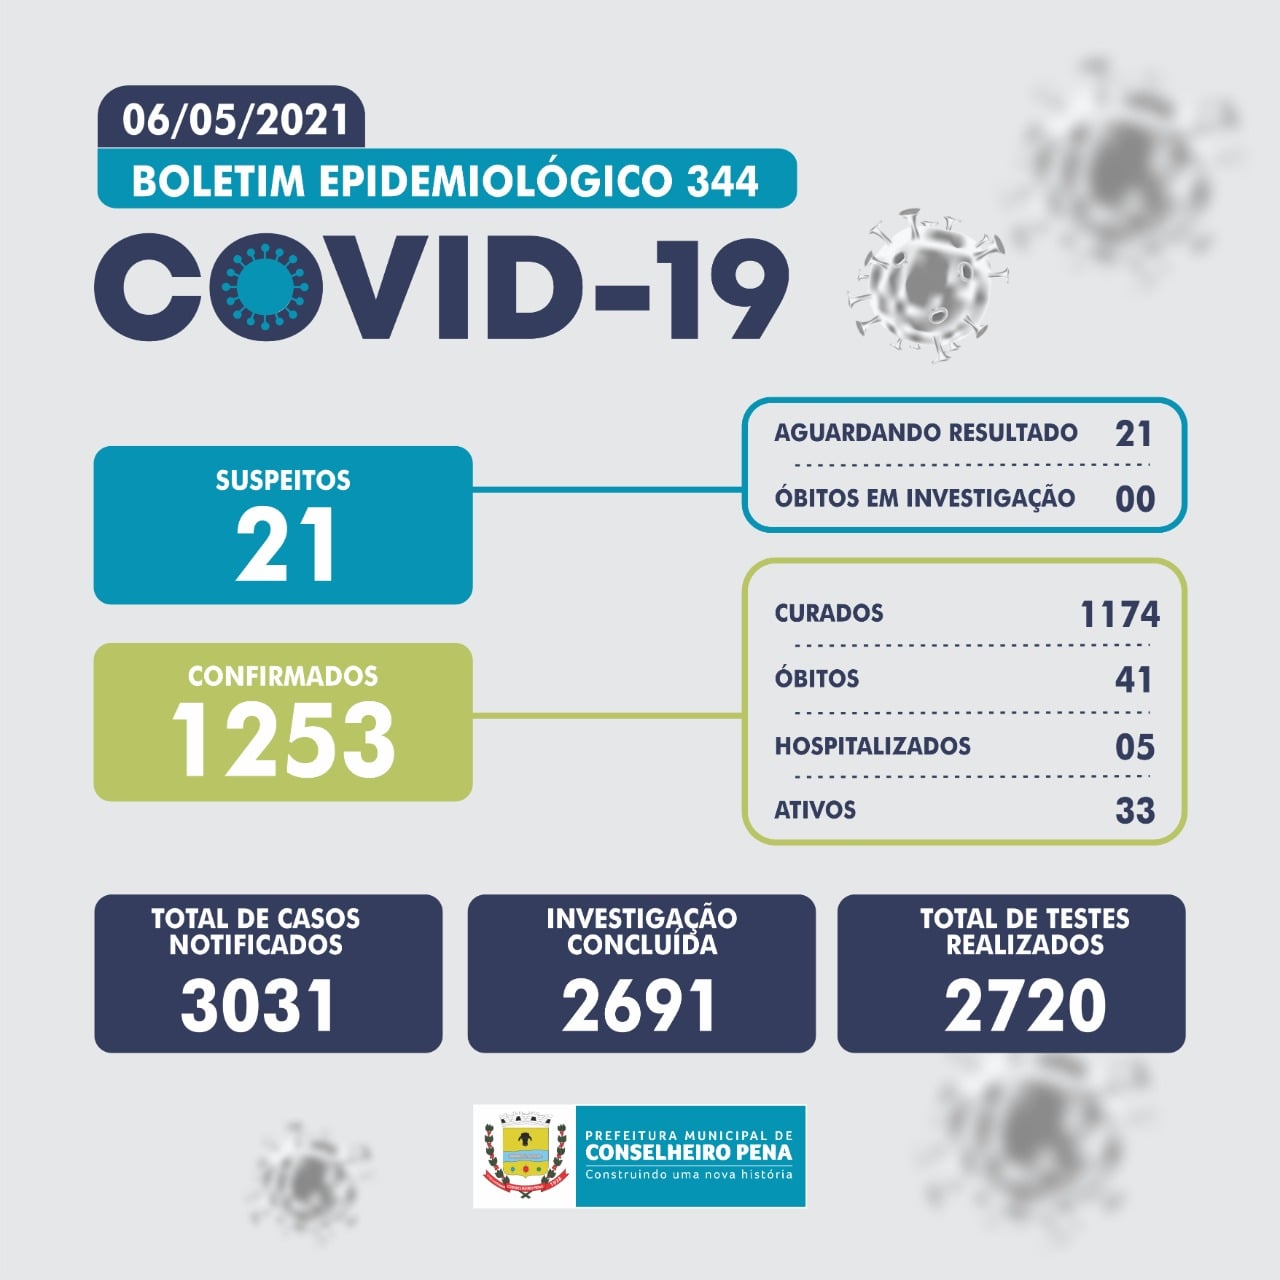 06/05/2021
BOLETIM EPIDEMIOLÓGICO 344
COVID-19
SUSPEITOS
21
AGUARDANDO RESULTADO 21
ÓBITOS EM INVESTIGAÇÃO 00
CONFIRMADOS
1253
CURADOS 1174
ÓBITOS 41
HOSPITALIZADOS 05
ATIVOS 33
TOTAL DE CASOS
NOTIFICADOS
3031
INVESTIGAÇÃO
CONCLUÍDA
2691
TOTAL DE TESTES
REALIZADOS
2720
PREFEITURA MUNICIPAL DE
CONSELHEIRO PENA
Construindo uma nova história
CONSELHEIRO PENA